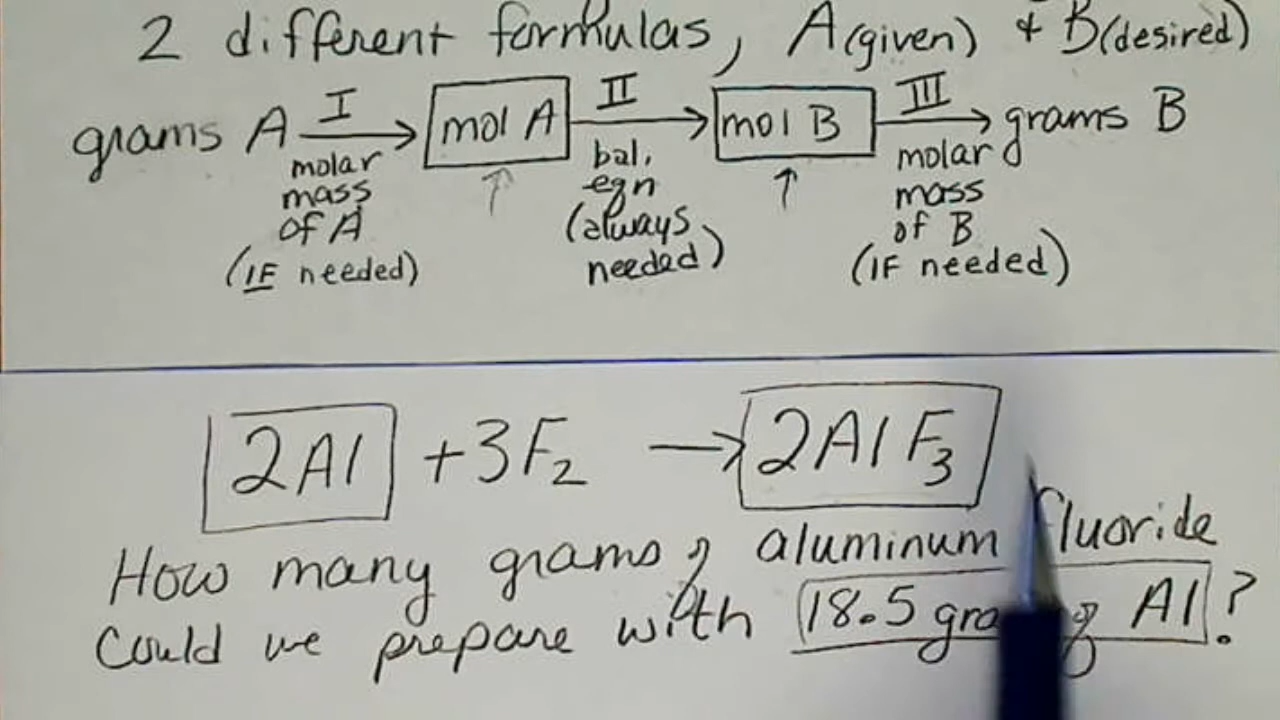 2 different formulas, A(given) & B(desired)
grams A I→ mol A II→ mol B III→ grams B
molar mass of A (IF needed)
bal. eqn (always needed)
molar mass of B (IF needed)
2Al + 3F₂ → 2AlF₃
How many grams of aluminum fluoride
could we prepare with 18.5 of Al?